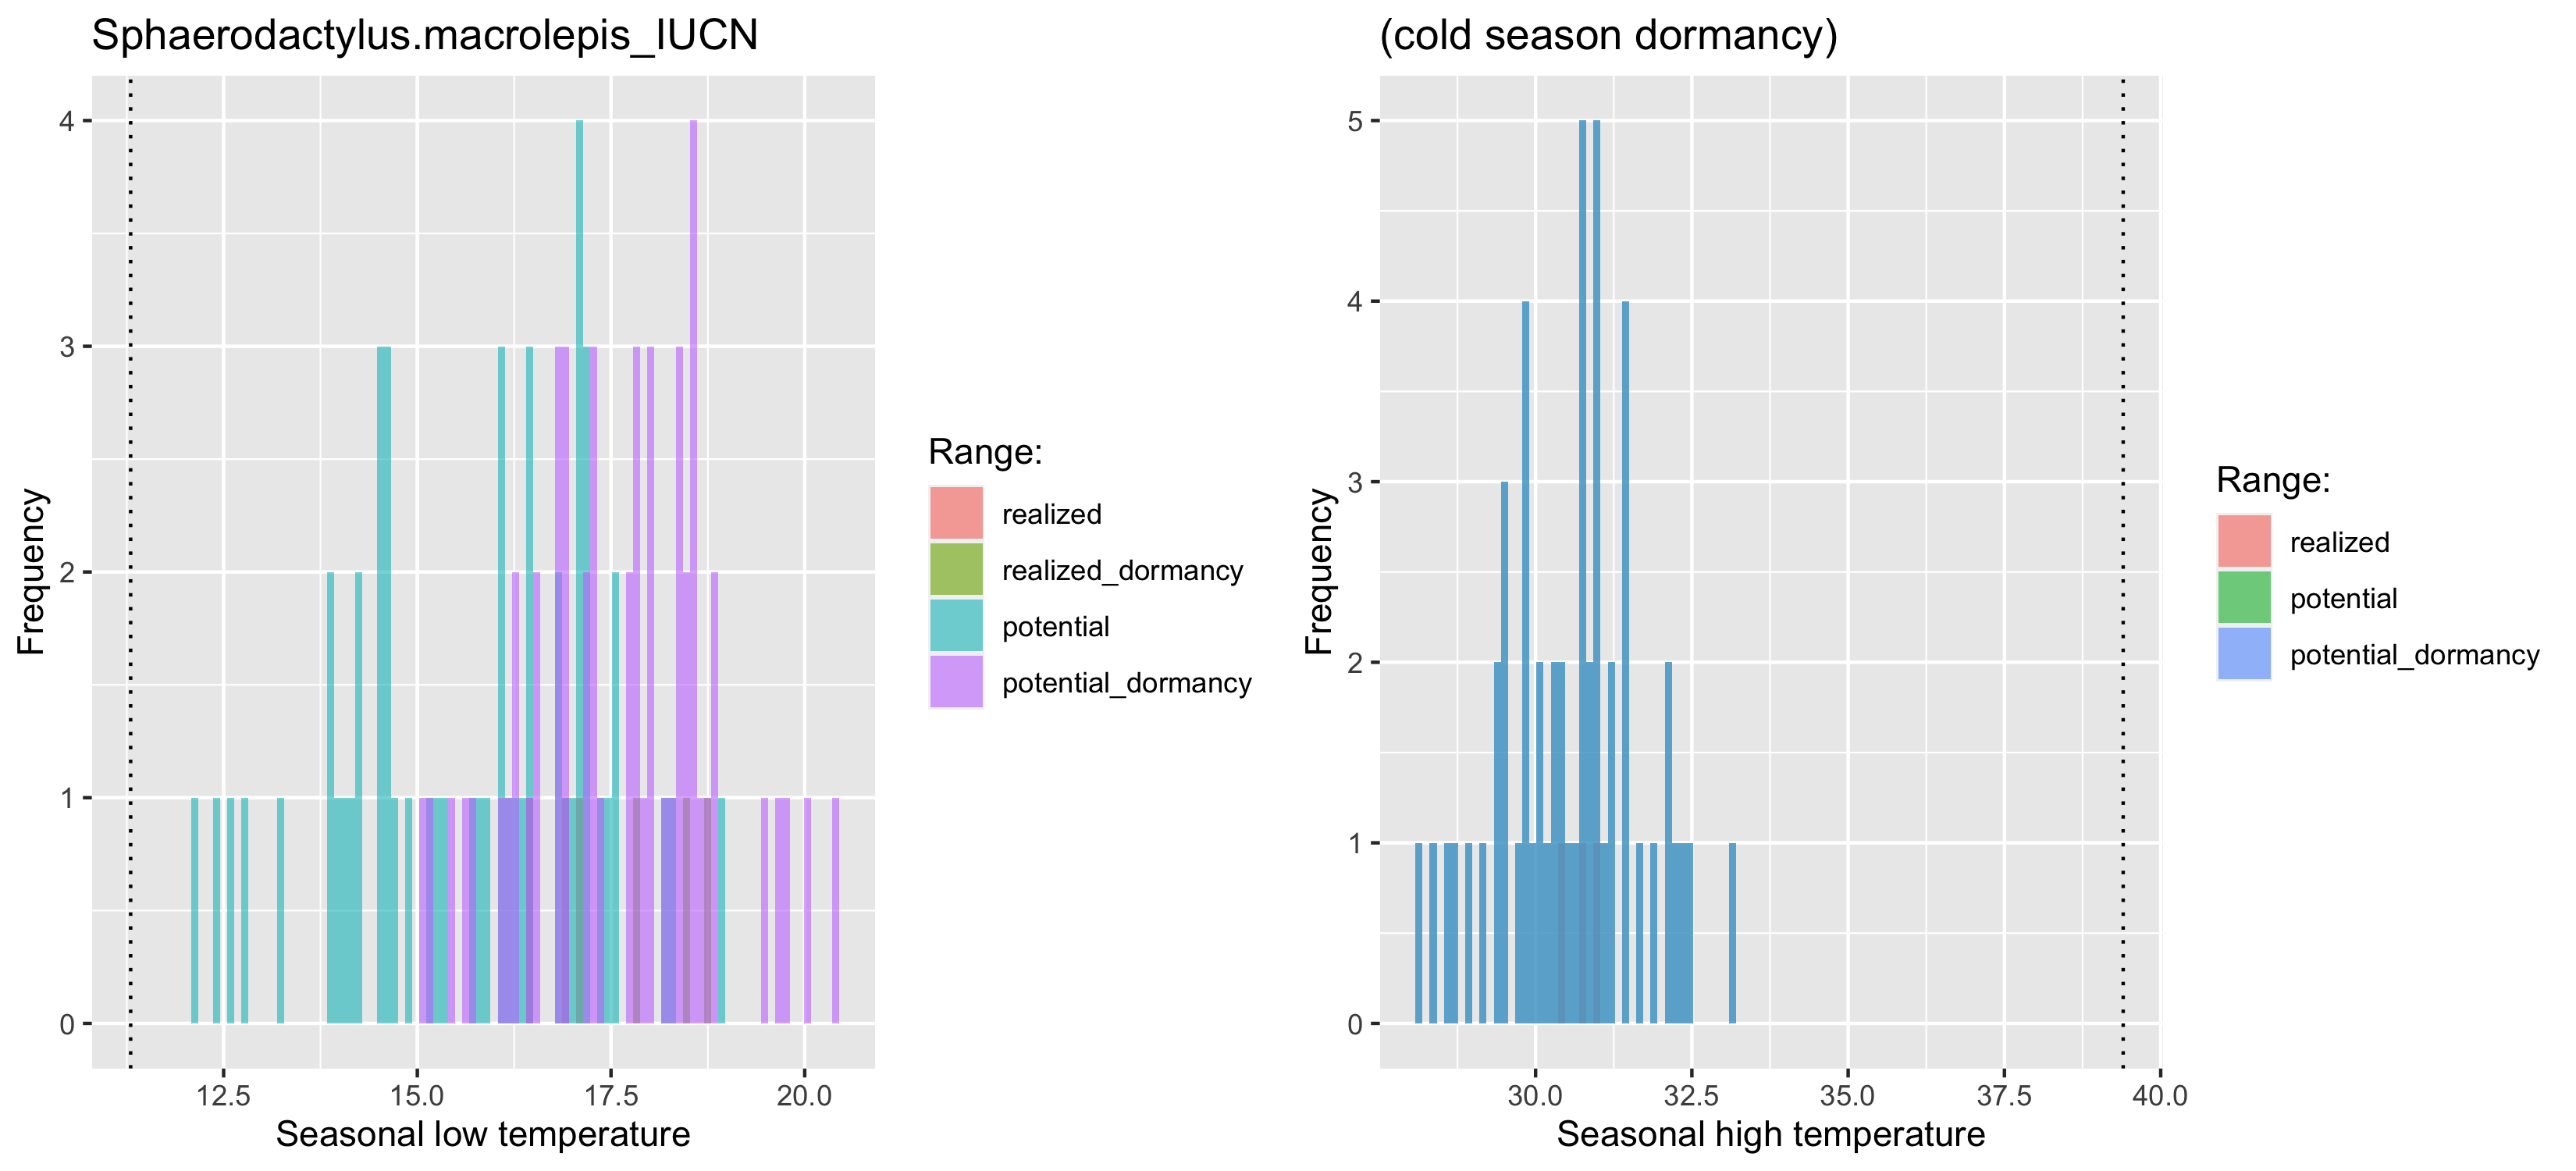 Sphaerodactylus.macrolepis_IUCN
4
3
2
1
0
Frequency
12.5
15.0
17.5
20.0
Seasonal low temperature
Range:
realized
realized_dormancy
potential
potential_dormancy
(cold season dormancy)
5
4
3
2
1
0
Frequency
30.0
32.5
35.0
37.5
40.0
Seasonal high temperature
Range:
realized
potential
potential_dormancy